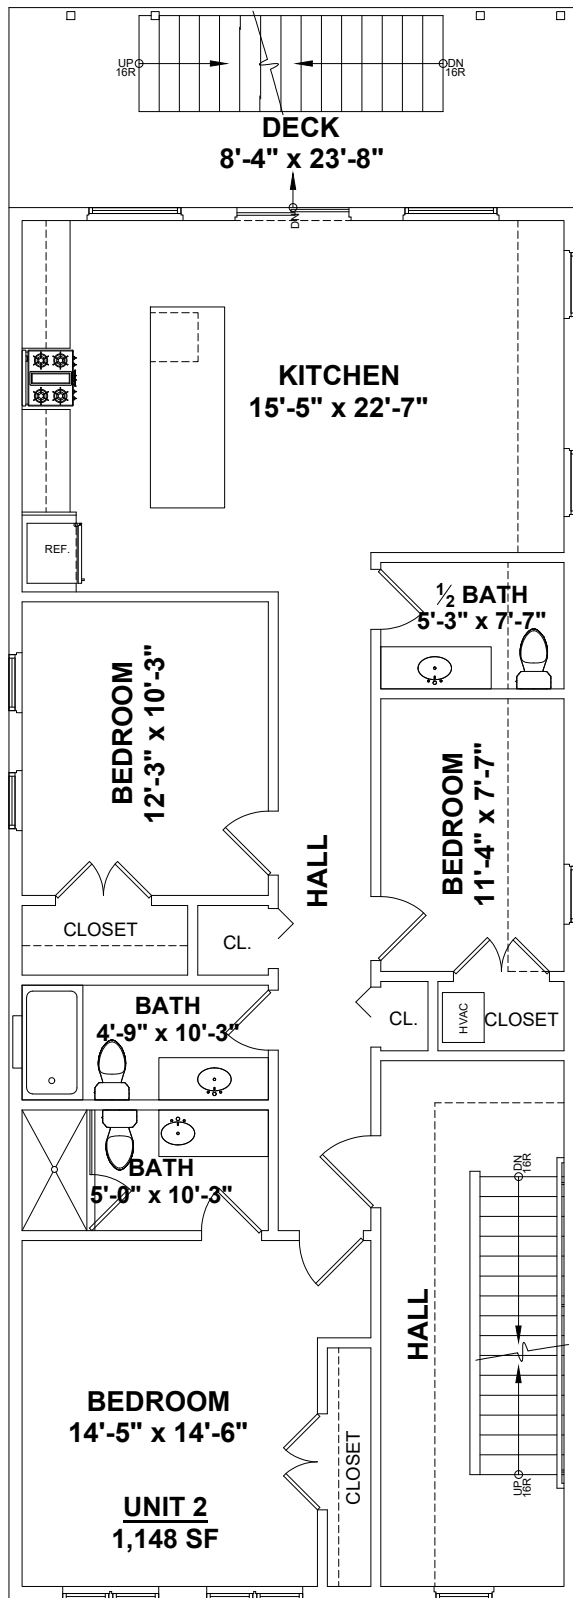 UP
16R
DN
16R
DECK
8'-4" x 23'-8"
DN
KITCHEN
15'-5" x 22'-7"
REF.
½ BATH
5'-3" x 7'-7"
BEDROOM
12'-3" x 10'-3"
BEDROOM
11'-4" x 7'-7"
HALL
CLOSET
CL.
BATH
4'-9" x 10'-3"
CL.
HVAC
CLOSET
BATH
5'-0" x 10'-3"
DN
16R
HALL
BEDROOM
14'-5" x 14'-6"
CLOSET
UP
16R
UNIT 2
1,148 SF